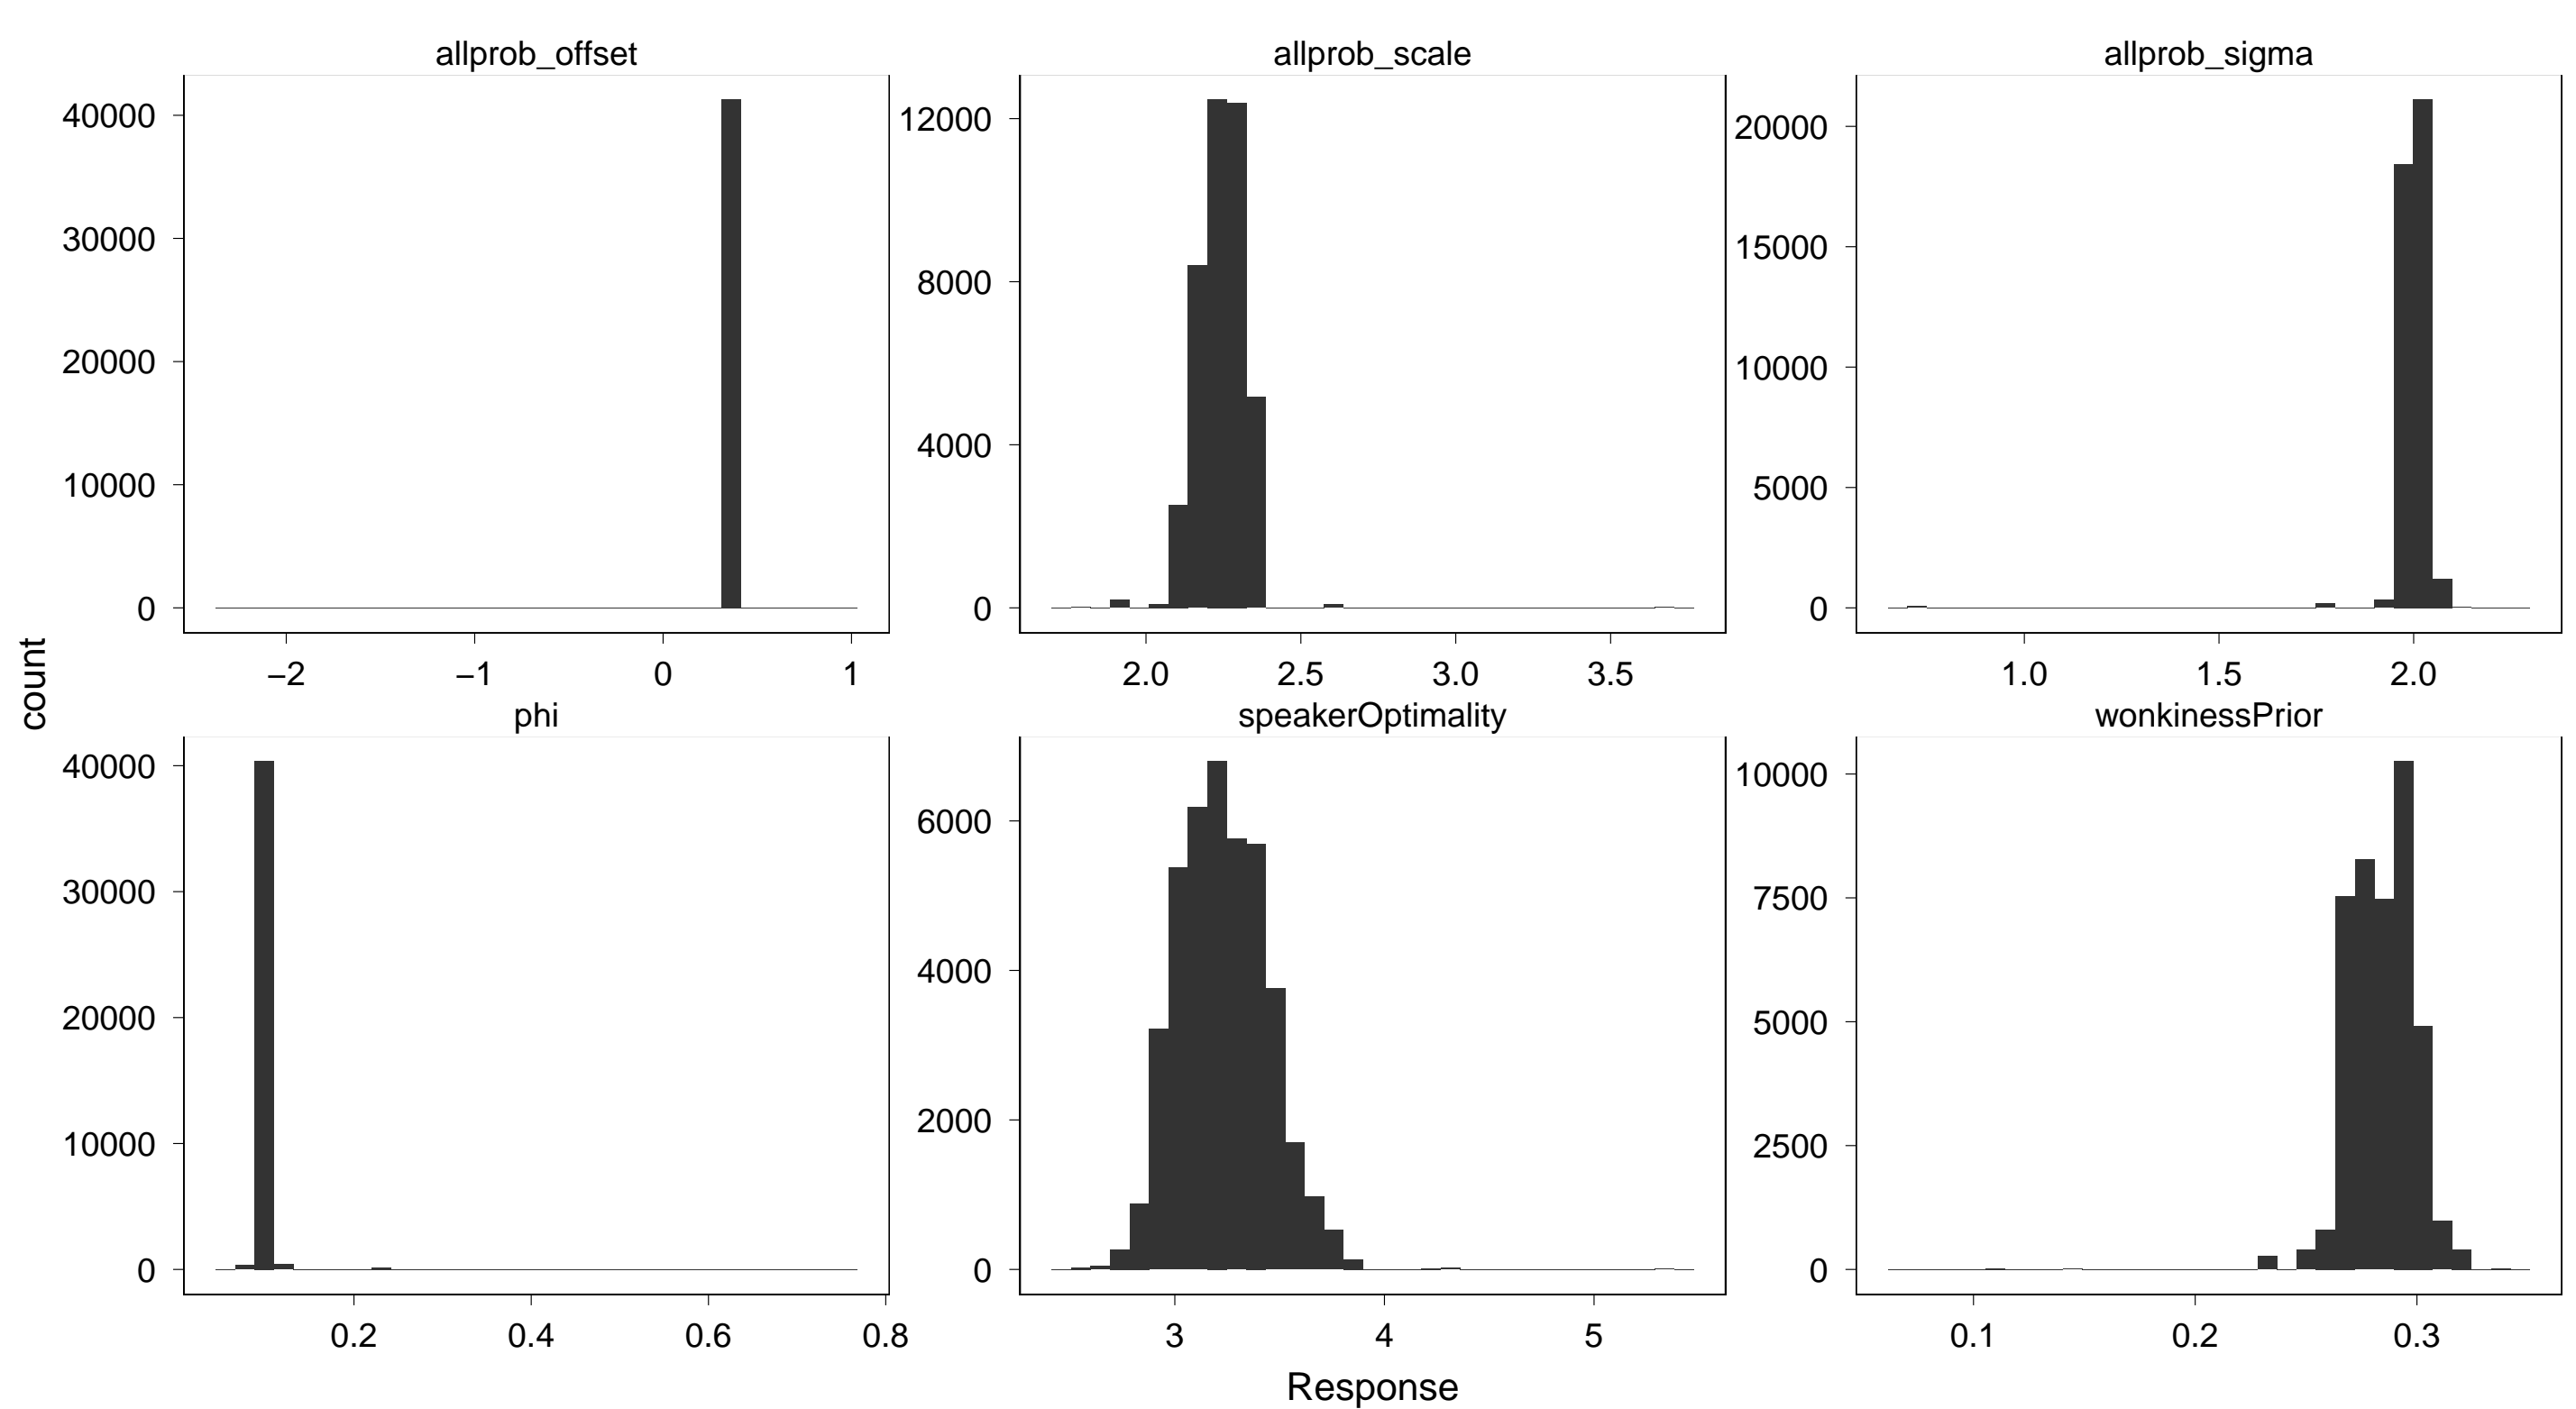 allprob_offset allprob_scale allprob_sigma
40000
30000
20000
10000
0
12000
8000
4000
0
20000
15000
10000
5000
0
−2 −1 0 1
2.0 2.5 3.0 3.5
1.0 1.5 2.0
count
phi speakerOptimality wonkinessPrior
40000
30000
20000
10000
0
6000
4000
2000
0
10000
7500
5000
2500
0
0.2 0.4 0.6 0.8
3 4 5
0.1 0.2 0.3
Response